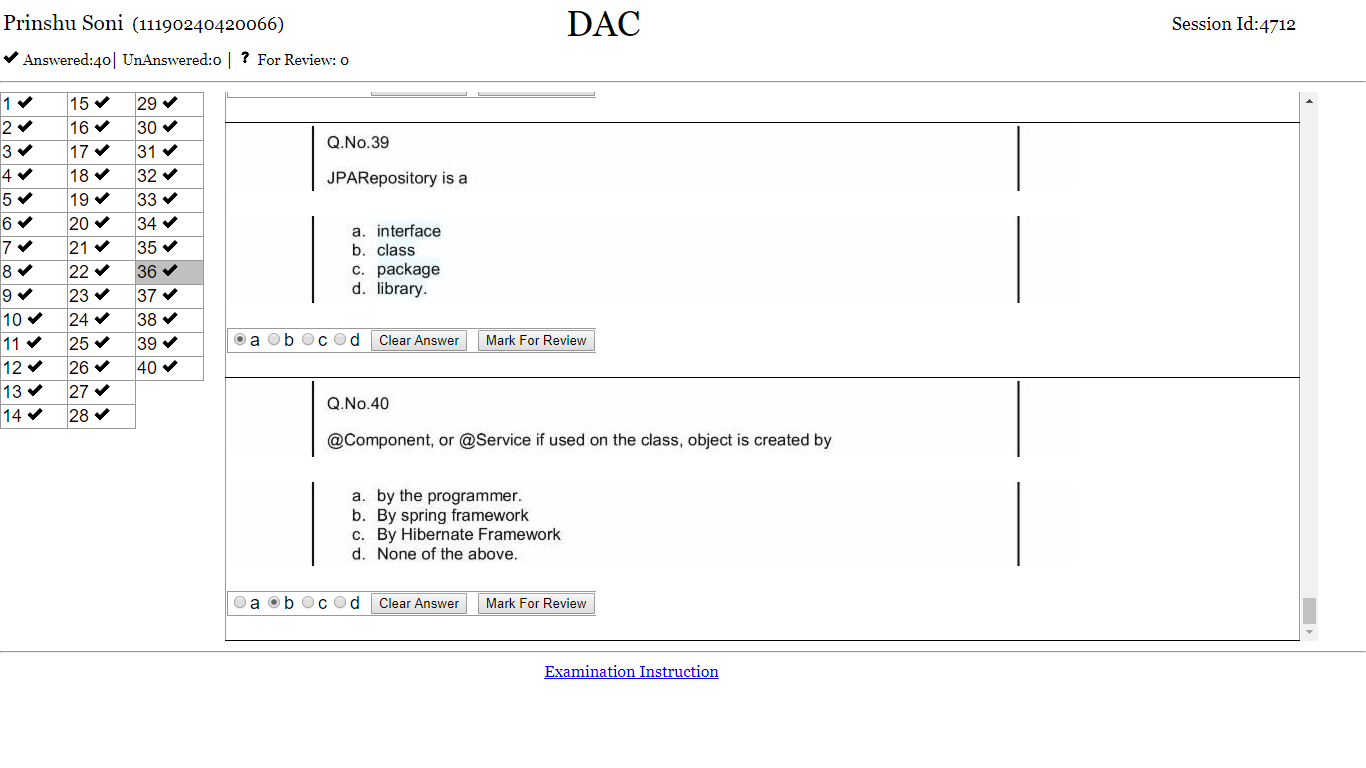 Prinshu Soni (11190240420066)
DAC
Session Id:4712
✔ Answered:40| UnAnswered:0 | ? For Review: 0
1 ✔ 15 ✔ 29 ✔
2 ✔ 16 ✔ 30 ✔
3 ✔ 17 ✔ 31 ✔
4 ✔ 18 ✔ 32 ✔
5 ✔ 19 ✔ 33 ✔
6 ✔ 20 ✔ 34 ✔
7 ✔ 21 ✔ 35 ✔
8 ✔ 22 ✔ 36 ✔
9 ✔ 23 ✔ 37 ✔
10 ✔ 24 ✔ 38 ✔
11 ✔ 25 ✔ 39 ✔
12 ✔ 26 ✔ 40 ✔
13 ✔ 27 ✔
14 ✔ 28 ✔
Q.No.39
JPARepository is a
a. interface
b. class
c. package
d. library.
a b c d Clear Answer Mark For Review
Q.No.40
@Component, or @Service if used on the class, object is created by
a. by the programmer.
b. By spring framework
c. By Hibernate Framework
d. None of the above.
a b c d Clear Answer Mark For Review
Examination Instruction